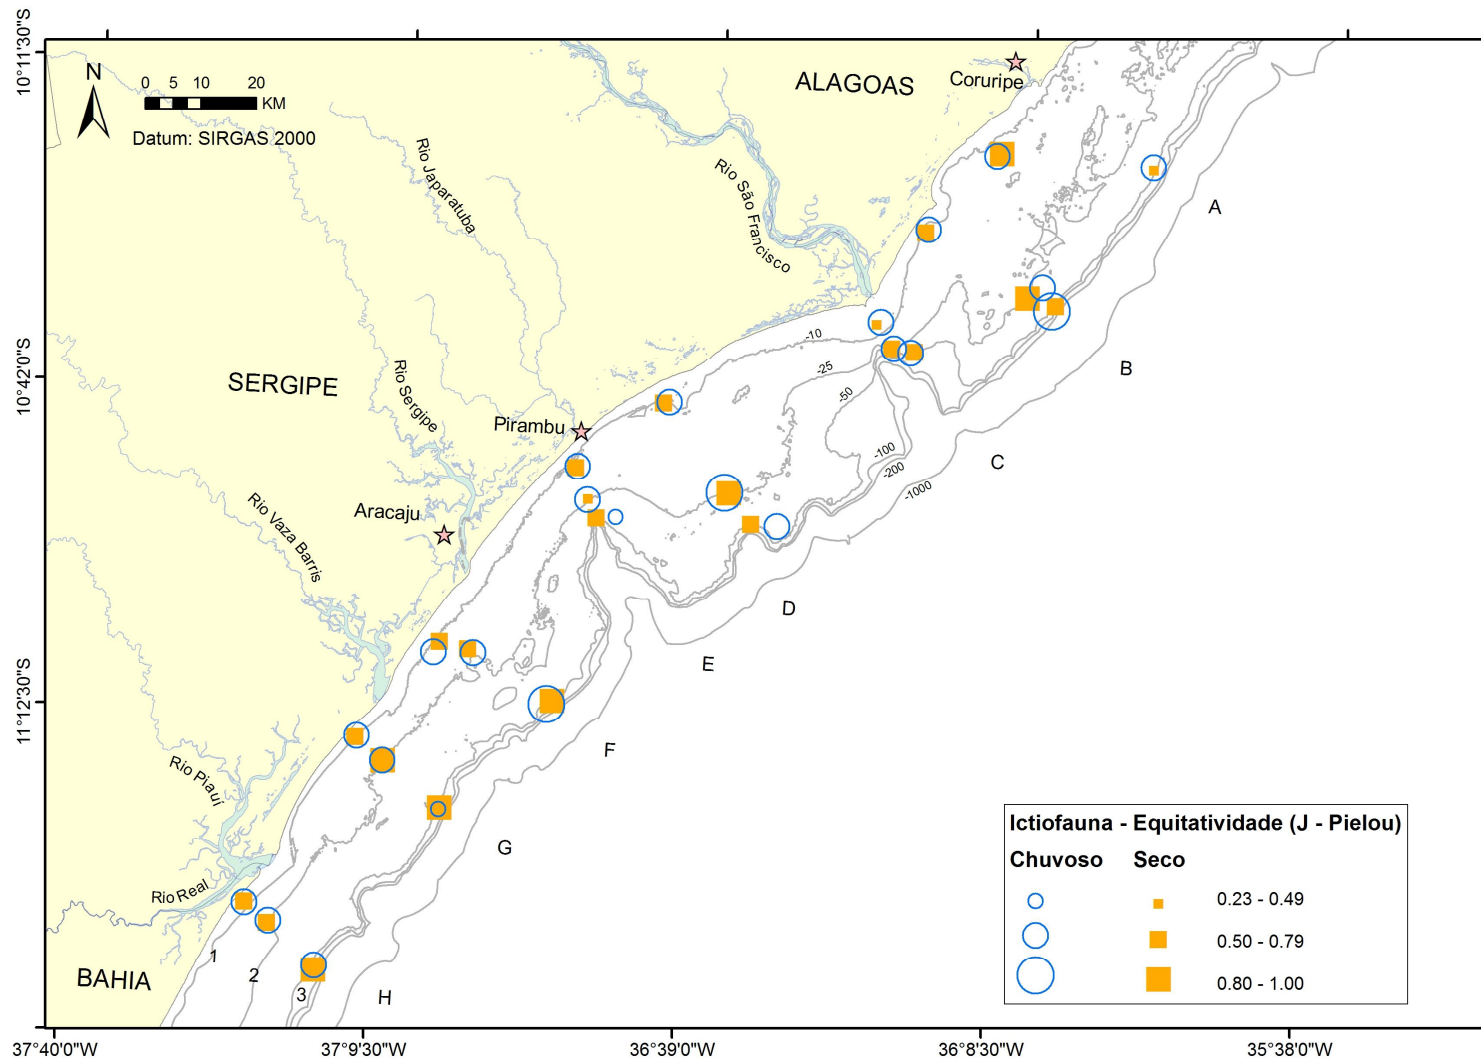 10°11'30"S
N
0 5 10 20
KM
Datum: SIRGAS 2000
ALAGOAS
Coruripe
Rio Japaratuba
Rio São Francisco
A
SERGIPE
Rio Sergipe
10°42'0"S
-10
-25
-50
B
Pirambu
-100
-200
-1000
C
Rio Vaza Barris
Aracaju
D
E
11°12'30"S
F
Rio Piauí
G
Rio Real
BAHIA
1
2
3
H
Ictiofauna - Equitatividade (J - Pielou)
Chuvoso Seco
0.23 - 0.49
0.50 - 0.79
0.80 - 1.00
37°40'0"W 37°9'30"W 36°39'0"W 36°8'30"W 35°38'0"W